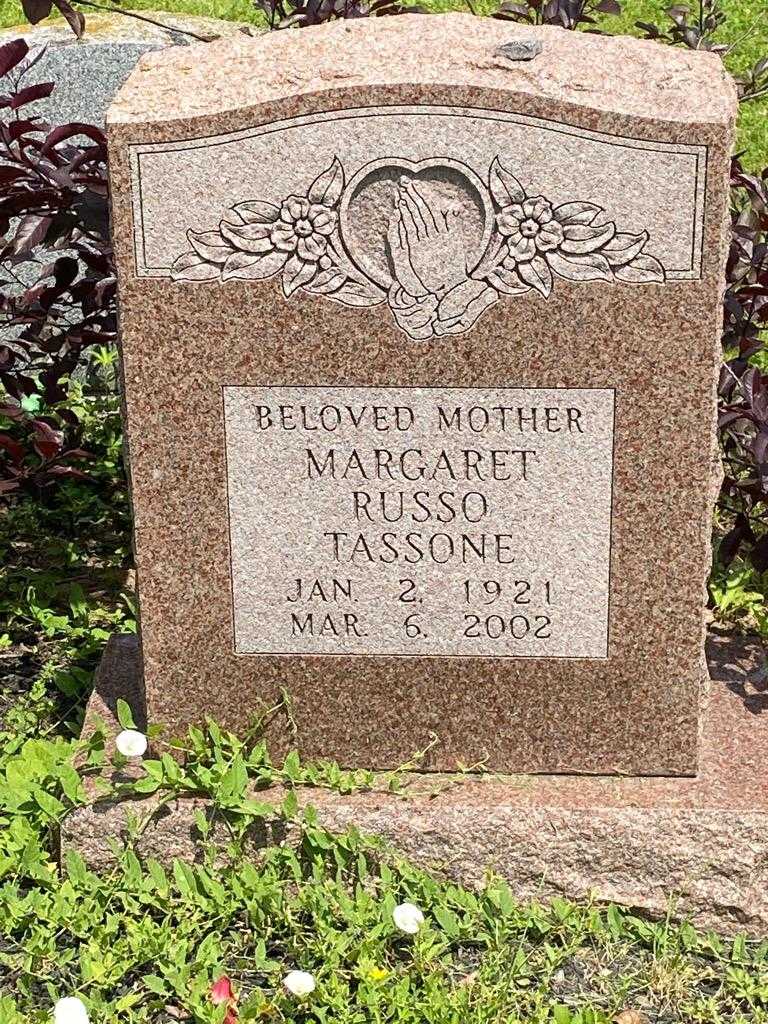 BELOVED MOTHER
MARGARET
RUSSO
TASSONE
JAN. 2, 1921
MAR. 6, 2002